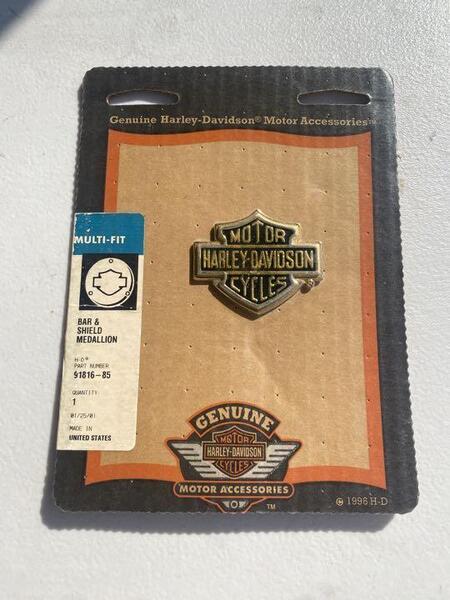 Genuine Harley-Davidson® Motor Accessories™
MOTOR
HARLEY-DAVIDSON
CYCLES
MULTI-FIT
BAR &
SHIELD
MEDALLION
H-D®
PART NUMBER
91816-85
QUANTITY
1
01/25/01
MADE IN
UNITED STATES
GENUINE
MOTOR
HARLEY-DAVIDSON
CYCLES
MOTOR ACCESSORIES
™
© 1996 H-D